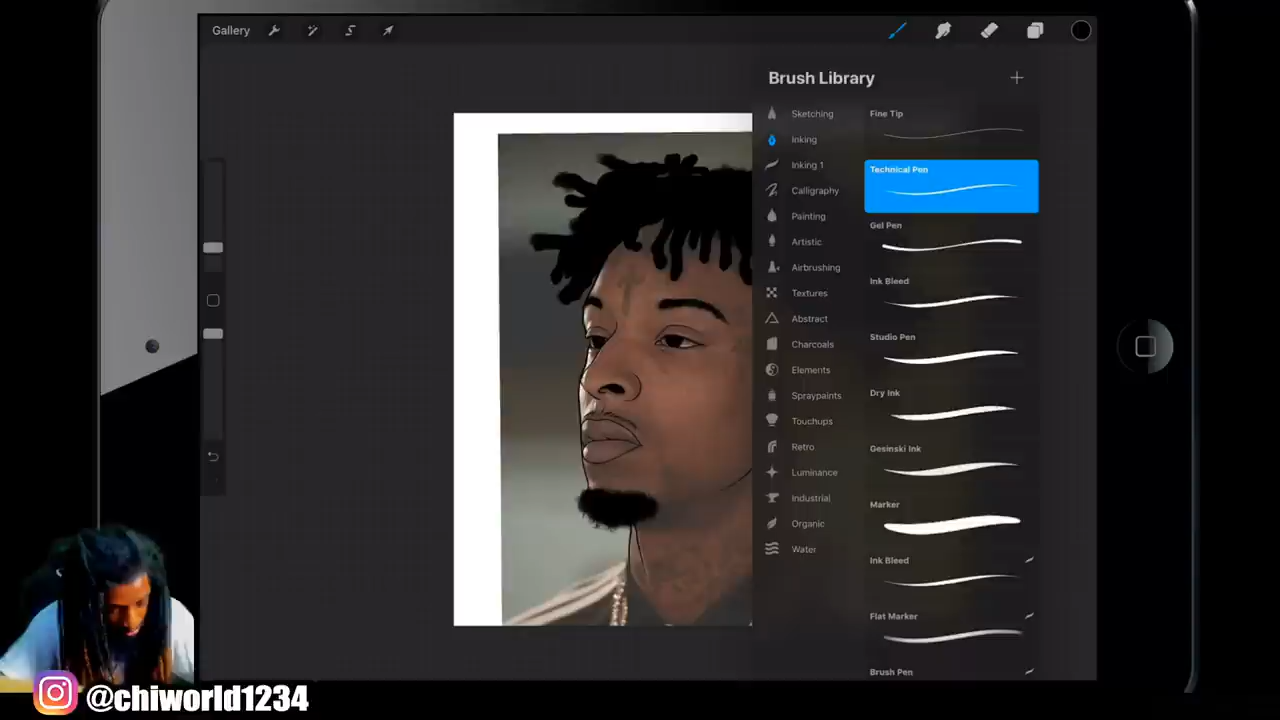 Gallery
Brush Library
Sketching
Inking
Inking 1
Calligraphy
Painting
Artistic
Airbrushing
Textures
Abstract
Charcoals
Elements
Spraypaints
Touchups
Retro
Luminance
Industrial
Organic
Water
Fine Tip
Technical Pen
Gel Pen
Ink Bleed
Studio Pen
Dry Ink
Gesinski Ink
Marker
Ink Bleed
Flat Marker
Brush Pen
@chiworld1234